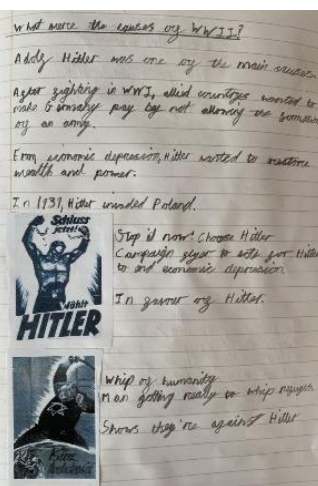 What were the causes of WWII?
Adolf Hitler was one of the main causes.
After fighting in WWI, allied countrys wanted to
make Germany pay by not allowing the formation
of an army.
From economic depression, Hitler wanted to restore
wealth and power.
In 1939, Hitler invaded Poland.
Schluss
jetzt!
Wählt
HITLER
Stop it now! Choose Hitler
Campaign flyer to vote for Hitler
to end economic depression.
In favour of Hitler.
Whip of humanity
Man getting ready to whip
Shows they're against Hitler